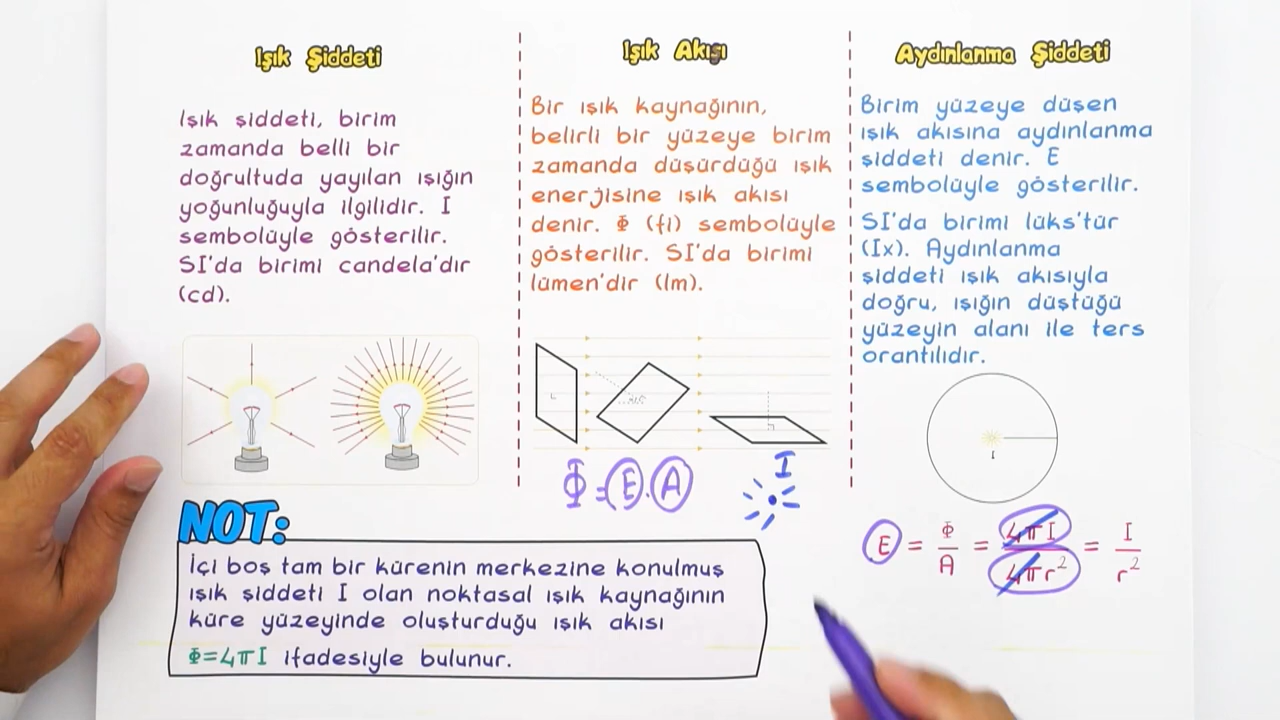 Işık Şiddeti
Işık şiddeti, birim
zamanda belli bir
doğrultuda yayılan ışığın
yoğunluğuyla ilgilidir. I
sembolüyle gösterilir.
SI'da birimi candela'dır
(cd).
Işık Akışı
Bir ışık kaynağının,
belirli bir yüzeye birim
zamanda düşürdüğü ışık
enerjisine ışık akısı
denir. Φ (fi) sembolüyle
gösterilir. SI'da birimi
lümen'dir (lm).
Φ=E.A
I
Aydınlanma Şiddeti
Birim yüzeye düşen
ışık akısına aydınlanma
şiddeti denir. E
sembolüyle gösterilir.
SI'da birimi lüks'tür
(Ix). Aydınlanma
şiddeti ışık akısıyla
doğru, ışığın düştüğü
yüzeyin alanı ile ters
orantılıdır.
I
E = Φ/A = 4πI/4πr² = I/r²
NOT:
İçi boş tam bir kürenin merkezine konulmuş
ışık şiddeti I olan noktasal ışık kaynağının
küre yüzeyinde oluşturduğu ışık akısı
Φ=4πI ifadesiyle bulunur.